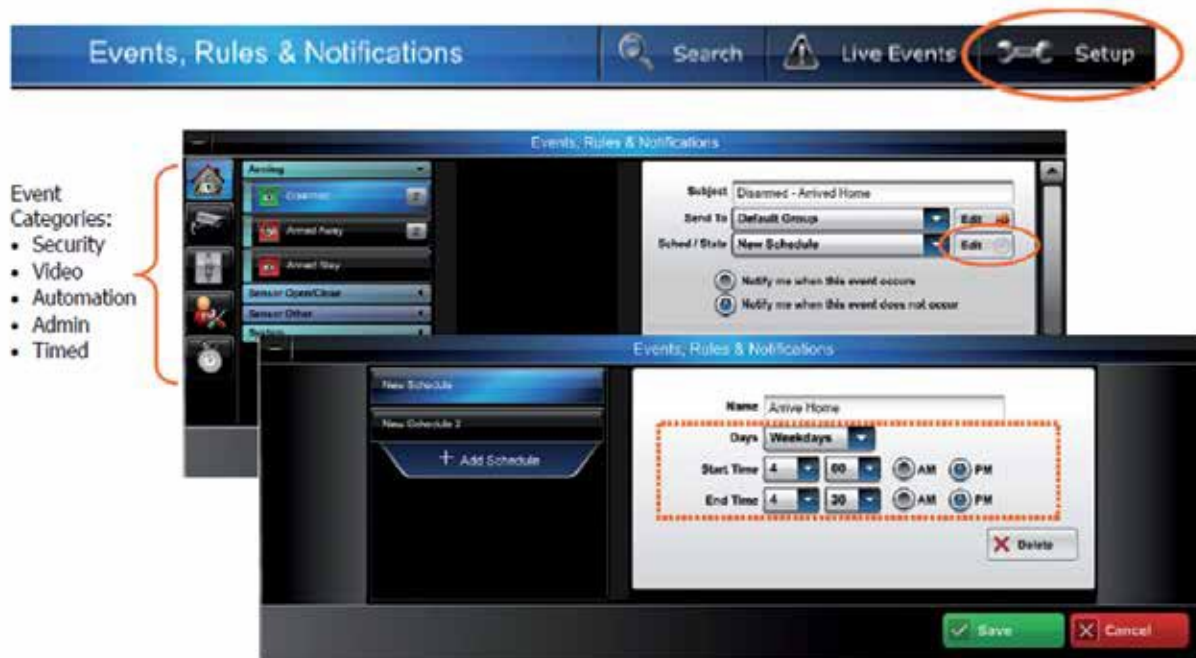 Events, Rules & Notifications
Search
Live Events
Setup
Event
Categories:
• Security
• Video
• Automation
• Admin
• Timed
Events, Rules & Notifications
Arming
Disarmed
Armed Away
Armed Stay
Sensor Open/Close
Sensor Other
System
Subject Disarmed - Arrived Home
Send To Default Group Edit
Sched / State New Schedule Edit
Notify me when this event occurs
Notify me when this event does not occur
Events, Rules & Notifications
New Schedule
New Schedule 2
+ Add Schedule
Name Arrive Home
Days Weekdays
Start Time 4 00 AM PM
End Time 4 30 AM PM
Delete
Save
Cancel